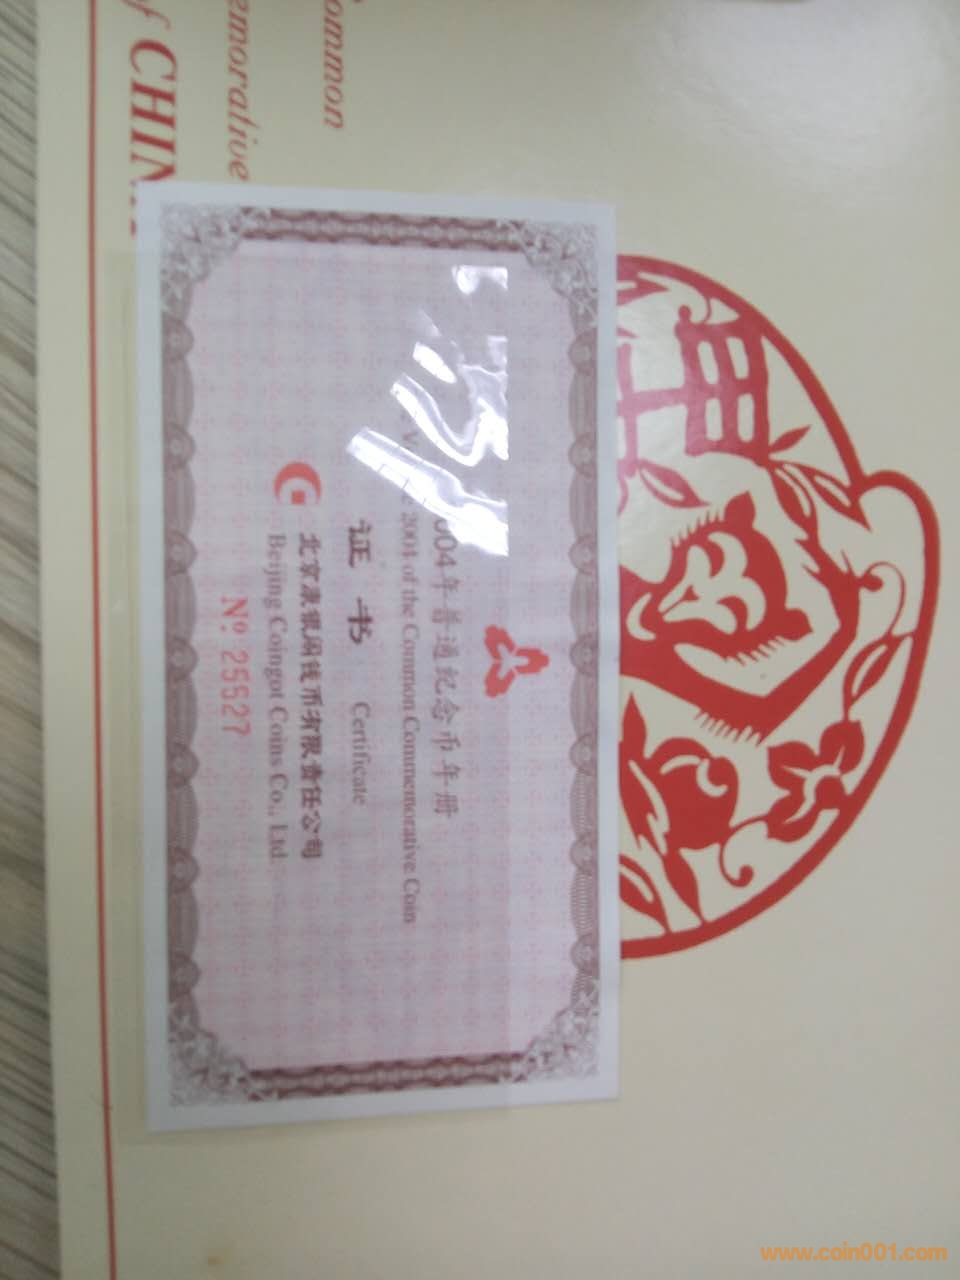 ommon
emorative
of CHIN
甲
004年普通纪念币年册
2004 of the Common Commemorative Coin
证书 Certificate
北京康银阁钱币有限责任公司
Beijing Coingot Coins Co., Ltd
Nº 25527
www.coin001.com